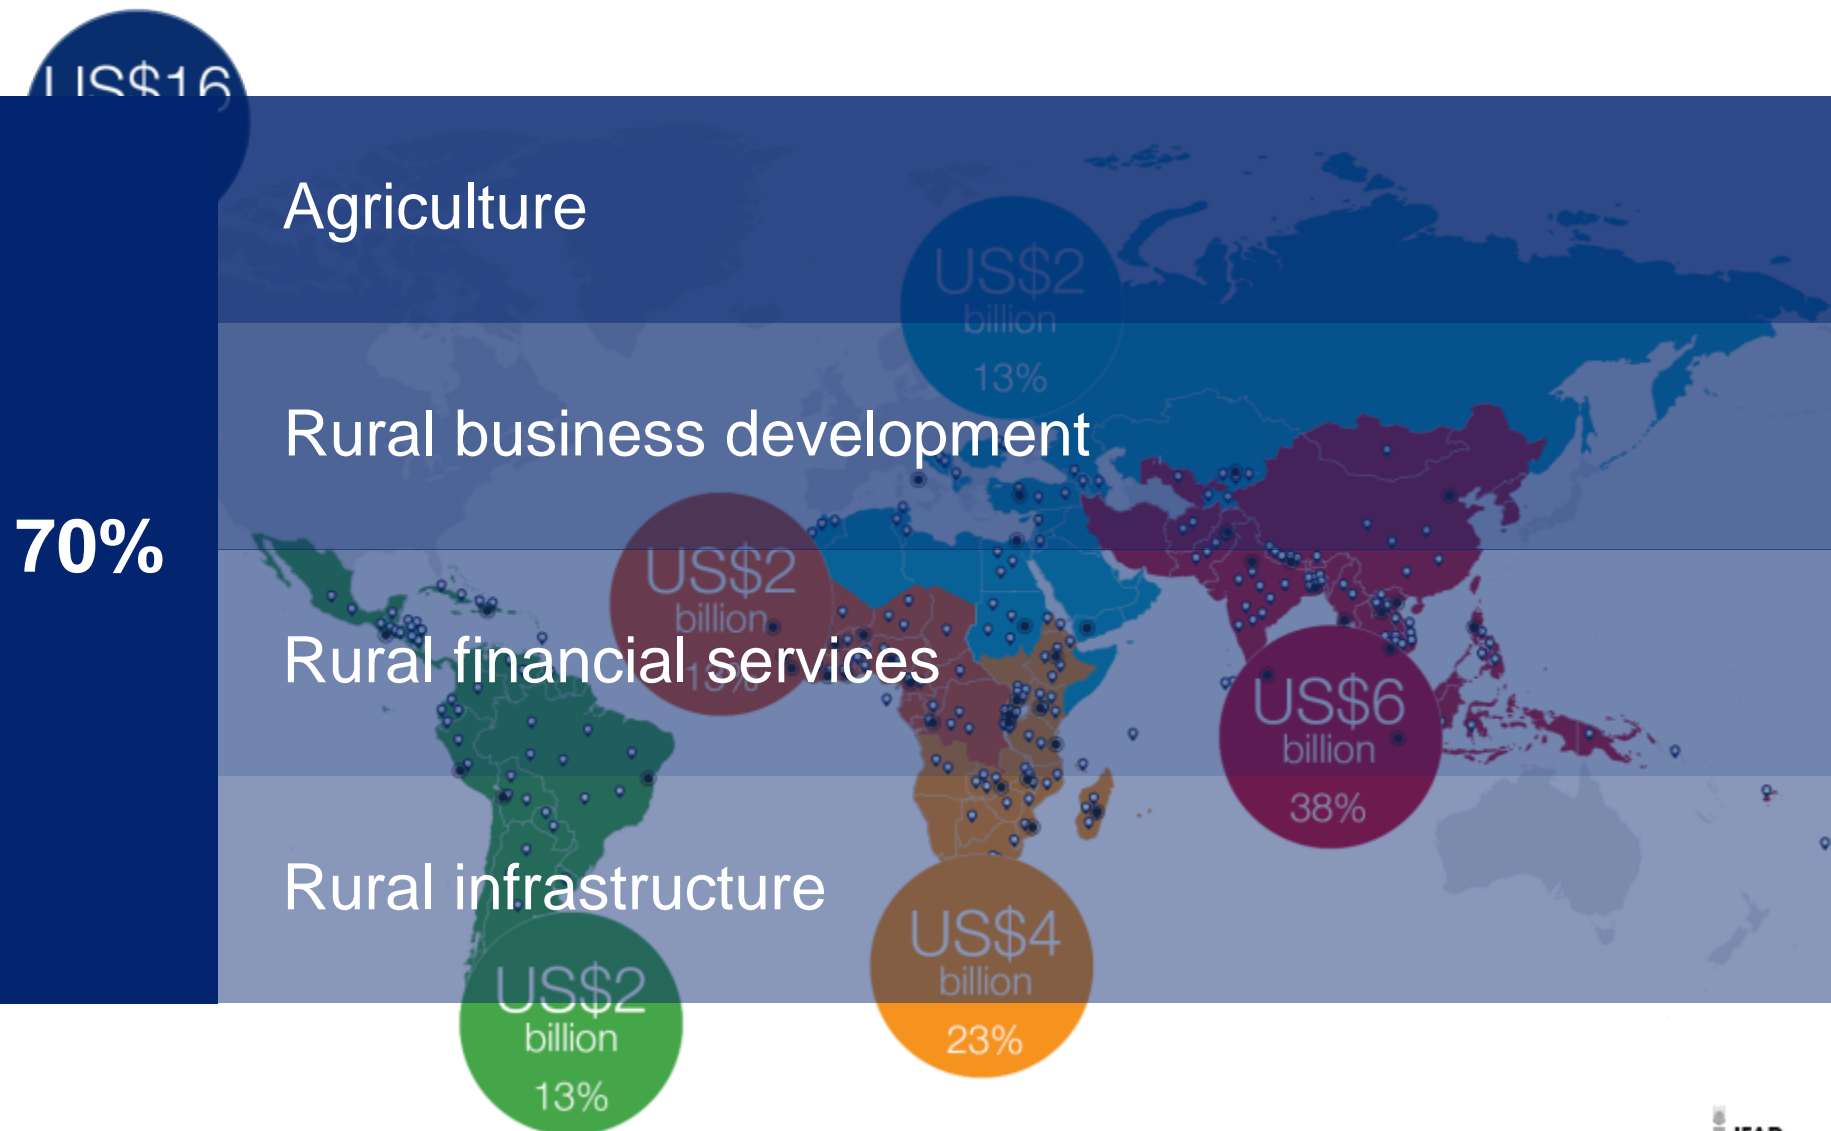 US$16
Agriculture
US$2
billion
13%
Rural business development
70%
US$2
billion
13%
Rural financial services
US$6
billion
38%
Rural infrastructure
US$4
billion
23%
US$2
billion
13%